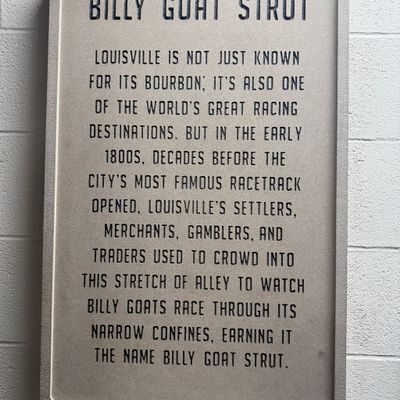 BILLY GOAT STRUT
LOUISVILLE IS NOT JUST KNOWN
FOR ITS BOURBON; IT'S ALSO ONE
OF THE WORLD'S GREAT RACING
DESTINATIONS. BUT IN THE EARLY
1800S, DECADES BEFORE THE
CITY'S MOST FAMOUS RACETRACK
OPENED, LOUISVILLE'S SETTLERS,
MERCHANTS, GAMBLERS, AND
TRADERS USED TO CROWD INTO
THIS STRETCH OF ALLEY TO WATCH
BILLY GOATS RACE THROUGH ITS
NARROW CONFINES, EARNING IT
THE NAME BILLY GOAT STRUT.